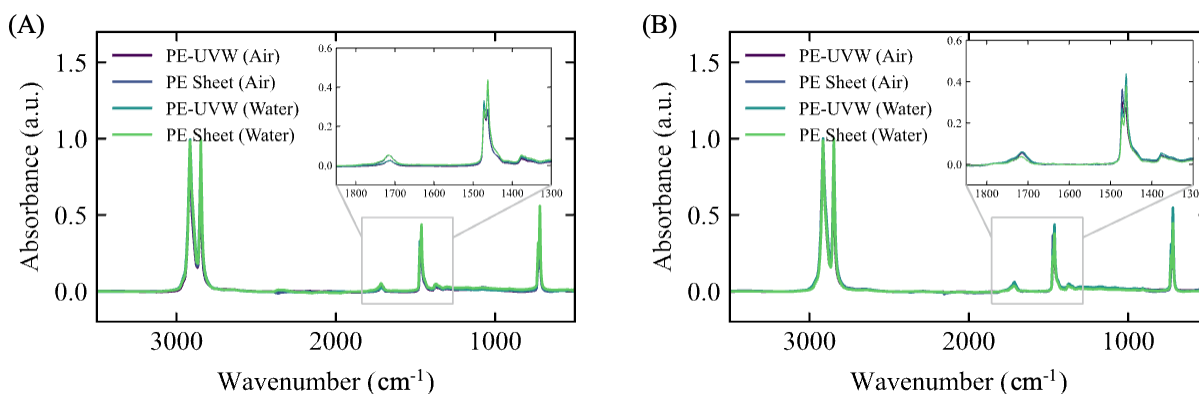 (A)
Absorbance (a.u.)
1.5
1.0
0.5
0.0
PE-UVW (Air)
PE Sheet (Air)
PE-UVW (Water)
PE Sheet (Water)
0.6
0.4
0.2
0.0
1800 1700 1600 1500 1400 1300
3000 2000 1000
Wavenumber (cm⁻¹)
(B)
Absorbance (a.u.)
1.5
1.0
0.5
0.0
PE-UVW (Air)
PE Sheet (Air)
PE-UVW (Water)
PE Sheet (Water)
0.6
0.4
0.2
0.0
1800 1700 1600 1500 1400 1300
3000 2000 1000
Wavenumber (cm⁻¹)